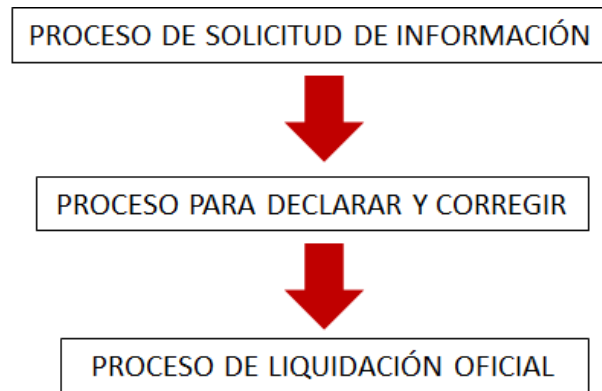 PROCESO DE SOLICITUD DE INFORMACIÓN
PROCESO PARA DECLARAR Y CORREGIR
PROCESO DE LIQUIDACIÓN OFICIAL